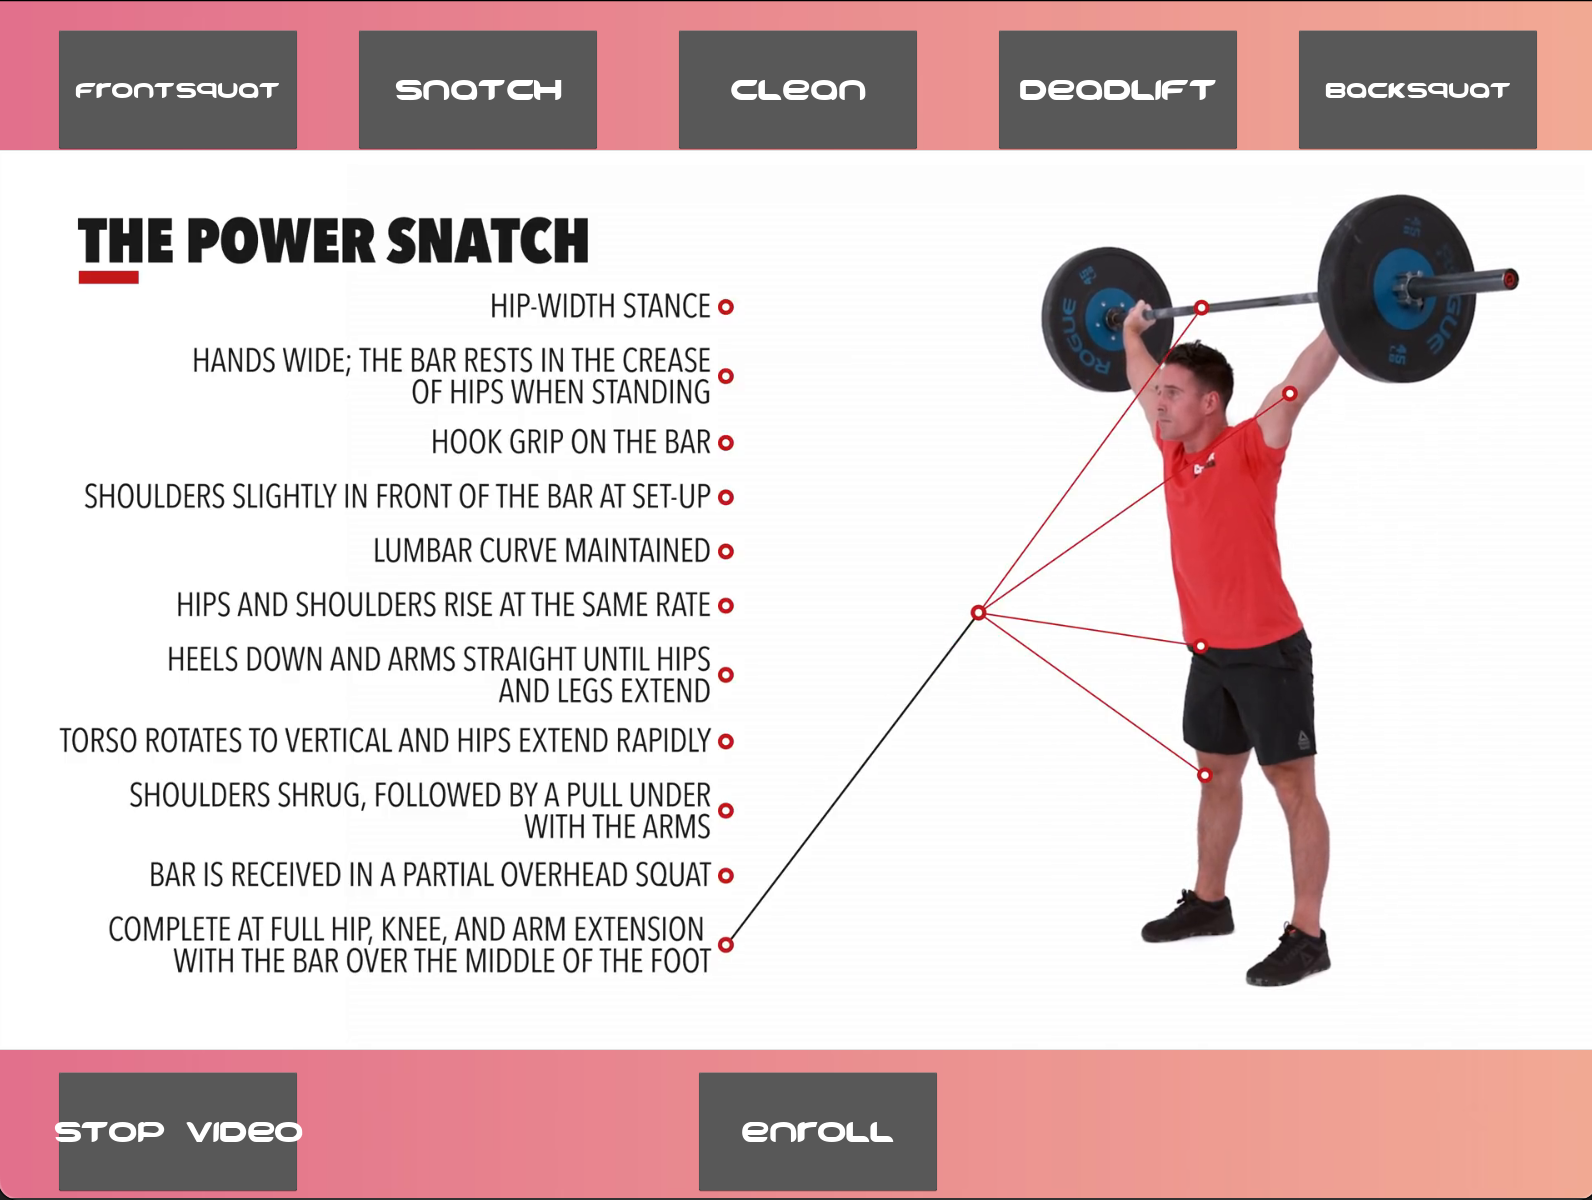 FRONTSQUAT
SNATCH
CLEAN
DEADLIFT
BACKSQUAT
THE POWER SNATCH
HIP-WIDTH STANCE
HANDS WIDE; THE BAR RESTS IN THE CREASE
OF HIPS WHEN STANDING
HOOK GRIP ON THE BAR
SHOULDERS SLIGHTLY IN FRONT OF THE BAR AT SET-UP
LUMBAR CURVE MAINTAINED
HIPS AND SHOULDERS RISE AT THE SAME RATE
HEELS DOWN AND ARMS STRAIGHT UNTIL HIPS
AND LEGS EXTEND
TORSO ROTATES TO VERTICAL AND HIPS EXTEND RAPIDLY
SHOULDERS SHRUG, FOLLOWED BY A PULL UNDER
WITH THE ARMS
BAR IS RECEIVED IN A PARTIAL OVERHEAD SQUAT
COMPLETE AT FULL HIP, KNEE, AND ARM EXTENSION
WITH THE BAR OVER THE MIDDLE OF THE FOOT
ROGUE
STOP VIDEO
ENROLL